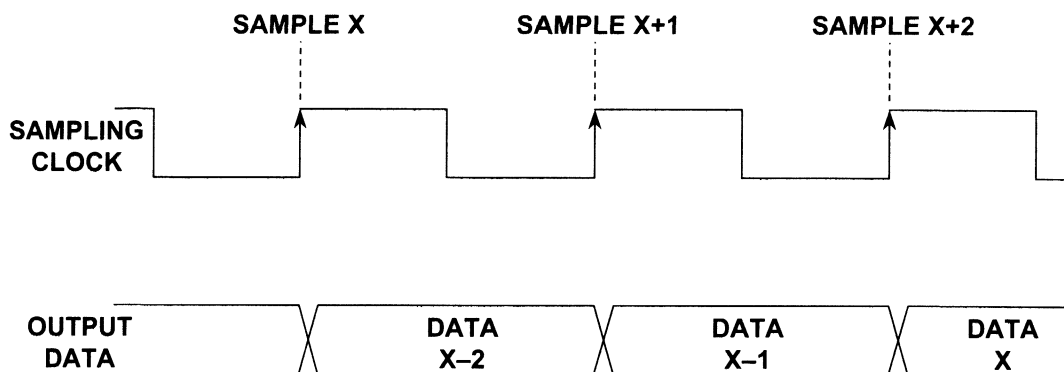 SAMPLE X
SAMPLE X+1
SAMPLE X+2
SAMPLING
CLOCK
OUTPUT
DATA
DATA
X–2
DATA
X–1
DATA
X